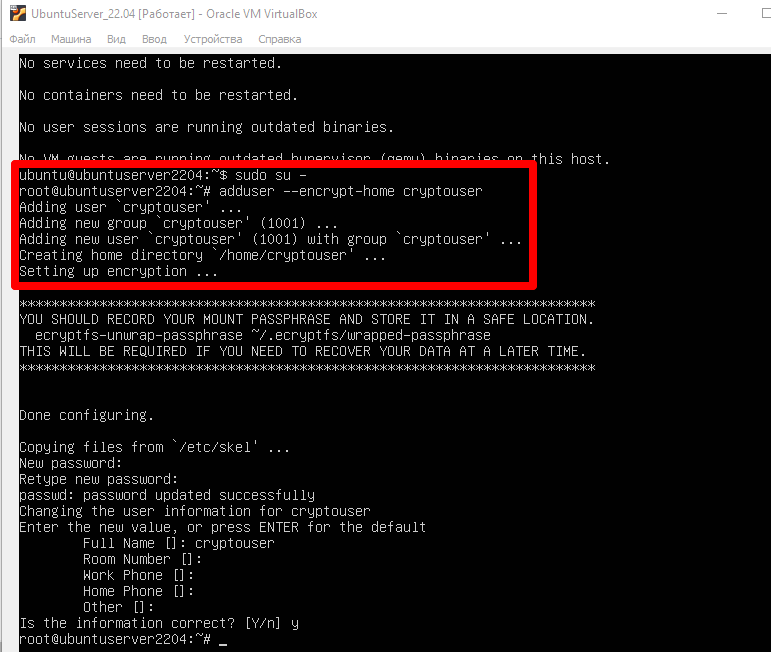 UbuntuServer_22.04 [Работает] - Oracle VM VirtualBox
Файл Машина Вид Ввод Устройства Справка
No services need to be restarted.
No containers need to be restarted.
No user sessions are running outdated binaries.
No VM guests are running outdated hypervisor (qemu) binaries on this host.
ubuntu@ubuntuserver2204:~$ sudo su -
root@ubuntuserver2204:~# adduser --encrypt-home cryptouser
Adding user `cryptouser' ...
Adding new group `cryptouser' (1001) ...
Adding new user `cryptouser' (1001) with group `cryptouser' ...
Creating home directory `/home/cryptouser' ...
Setting up encryption ...
************************************************************************
YOU SHOULD RECORD YOUR MOUNT PASSPHRASE AND STORE IT IN A SAFE LOCATION.
  ecryptfs-unwrap-passphrase ~/.ecryptfs/wrapped-passphrase
THIS WILL BE REQUIRED IF YOU NEED TO RECOVER YOUR DATA AT A LATER TIME.
************************************************************************
Done configuring.
Copying files from `/etc/skel' ...
New password:
Retype new password:
passwd: password updated successfully
Changing the user information for cryptouser
Enter the new value, or press ENTER for the default
        Full Name []: cryptouser
        Room Number []:
        Work Phone []:
        Home Phone []:
        Other []:
Is the information correct? [Y/n] y
root@ubuntuserver2204:~# _